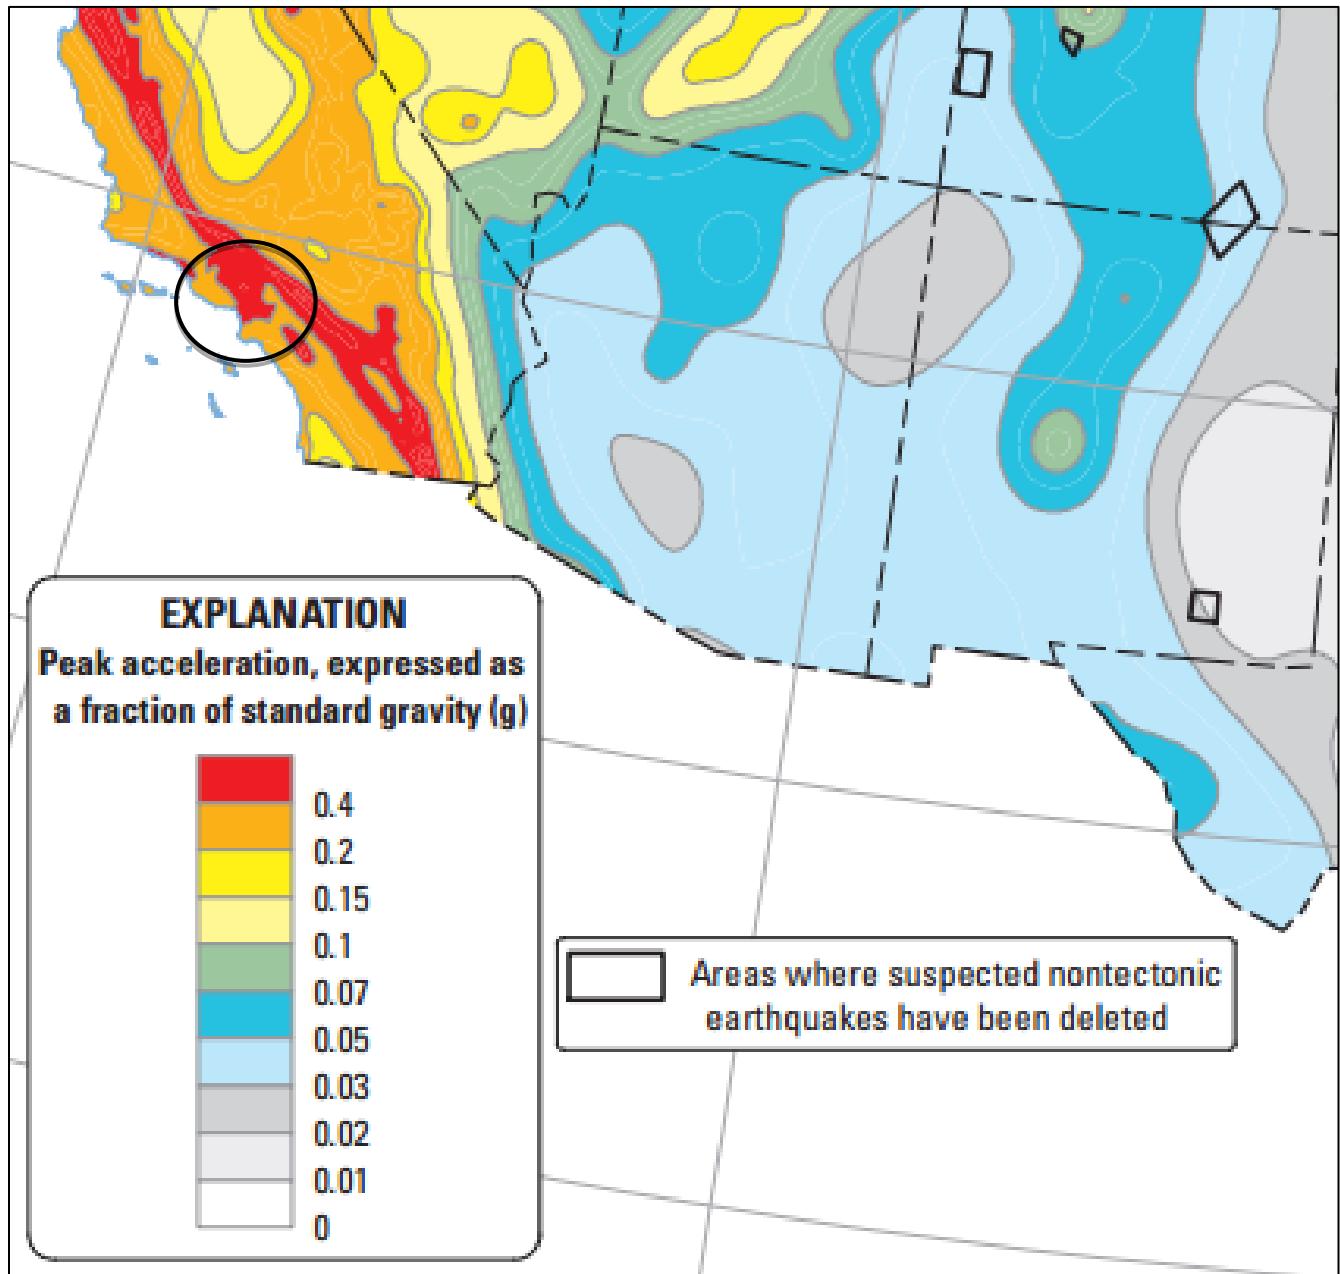 EXPLANATION
Peak acceleration, expressed as
a fraction of standard gravity (g)
0.4
0.2
0.15
0.1
0.07
0.05
0.03
0.02
0.01
0
Areas where suspected nontectonic
earthquakes have been deleted